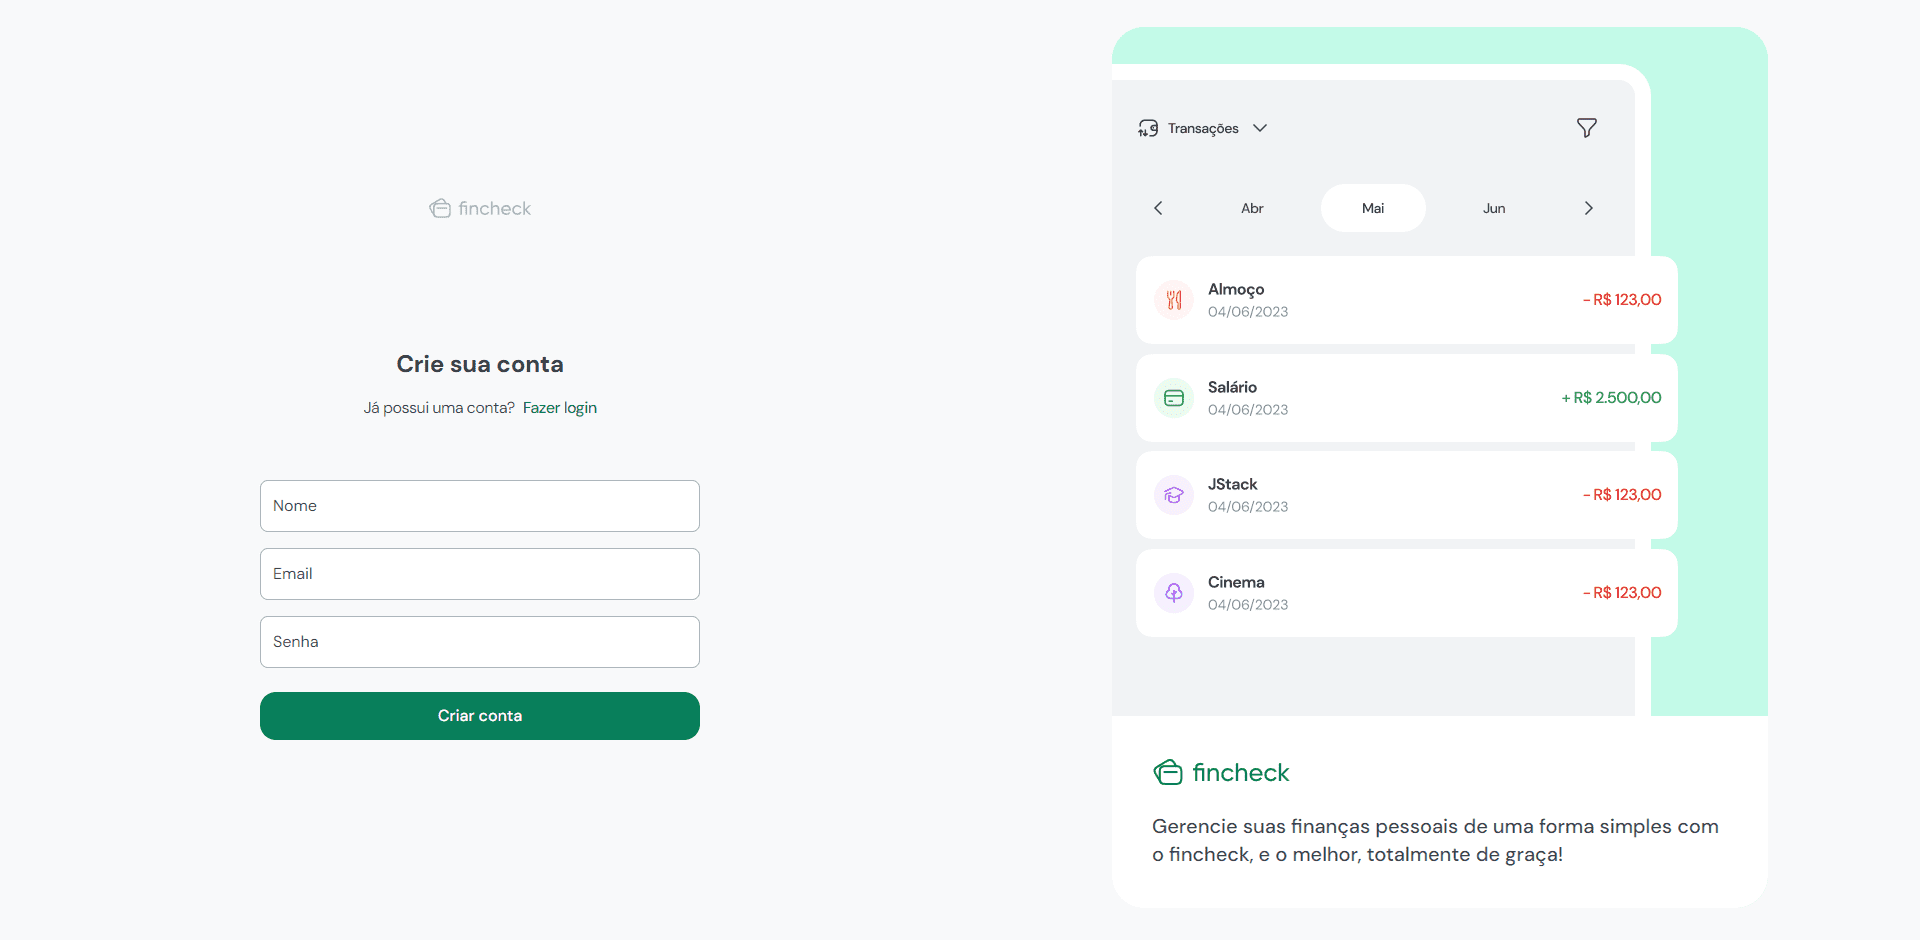 fincheck
Crie sua conta
Já possui uma conta? Fazer login
Nome
Email
Senha
Criar conta
Transações
Abr Mai Jun
Almoço
04/06/2023
- R$ 123,00
Salário
04/06/2023
+ R$ 2.500,00
JStack
04/06/2023
- R$ 123,00
Cinema
04/06/2023
- R$ 123,00
fincheck
Gerencie suas finanças pessoais de uma forma simples com
o fincheck, e o melhor, totalmente de graça!